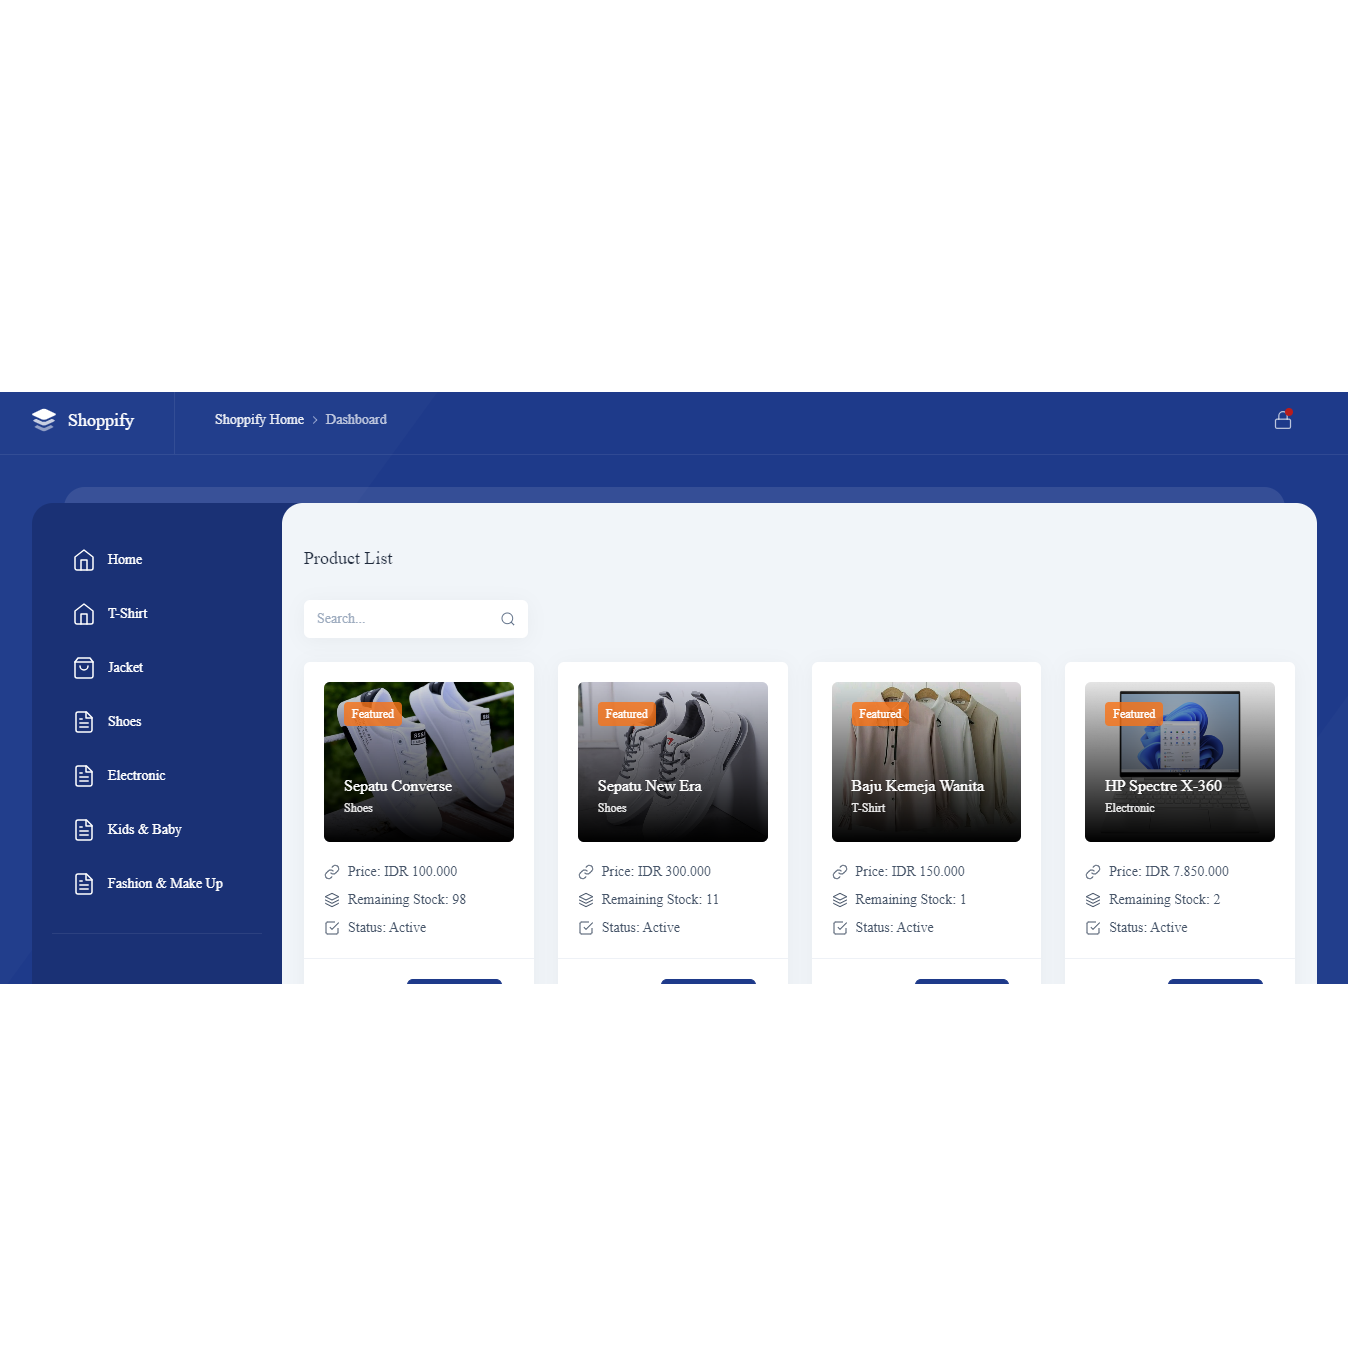 Shoppify
Shoppify Home
Dashboard
Home
T-Shirt
Jacket
Shoes
Electronic
Kids & Baby
Fashion & Make Up
Product List
Search...
Featured
Sepatu Converse
Shoes
Price: IDR 100.000
Remaining Stock: 98
Status: Active
Featured
Sepatu New Era
Shoes
Price: IDR 300.000
Remaining Stock: 11
Status: Active
Featured
Baju Kemeja Wanita
T-Shirt
Price: IDR 150.000
Remaining Stock: 1
Status: Active
Featured
HP Spectre X-360
Electronic
Price: IDR 7.850.000
Remaining Stock: 2
Status: Active